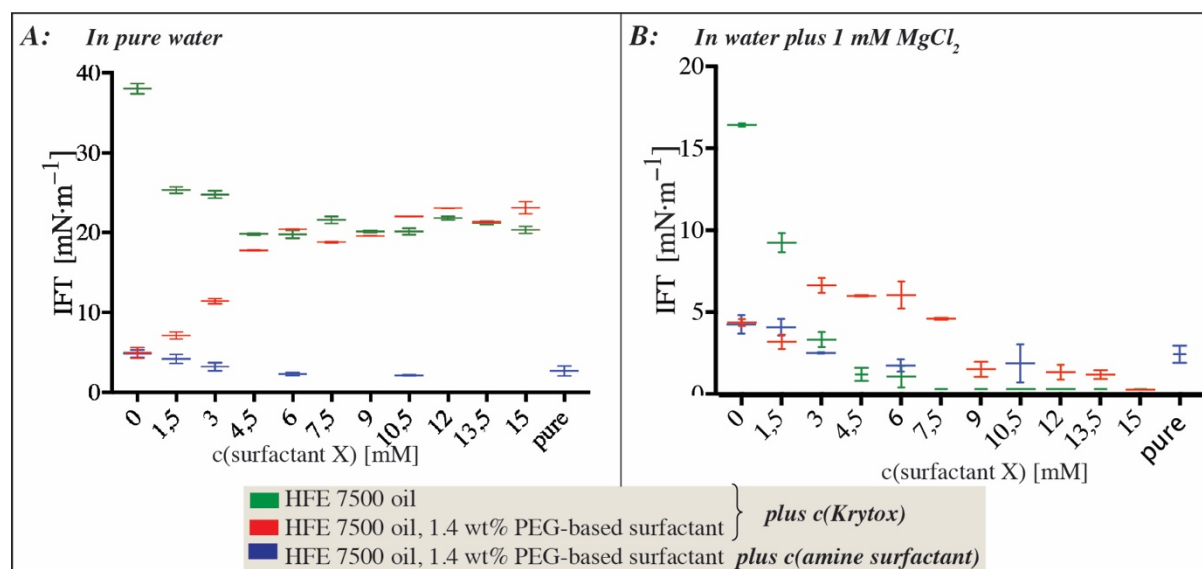 A: In pure water
IFT [mN·m⁻¹]
40
30
20
10
0
0 1,5 3 4,5 6 7,5 9 10,5 12 13,5 15 pure
c(surfactant X) [mM]
B: In water plus 1 mM MgCl₂
IFT [mN·m⁻¹]
20
15
10
5
0
0 1,5 3 4,5 6 7,5 9 10,5 12 13,5 15 pure
c(surfactant X) [mM]
HFE 7500 oil
HFE 7500 oil, 1.4 wt% PEG-based surfactant
plus c(Krytox)
HFE 7500 oil, 1.4 wt% PEG-based surfactant plus c(amine surfactant)